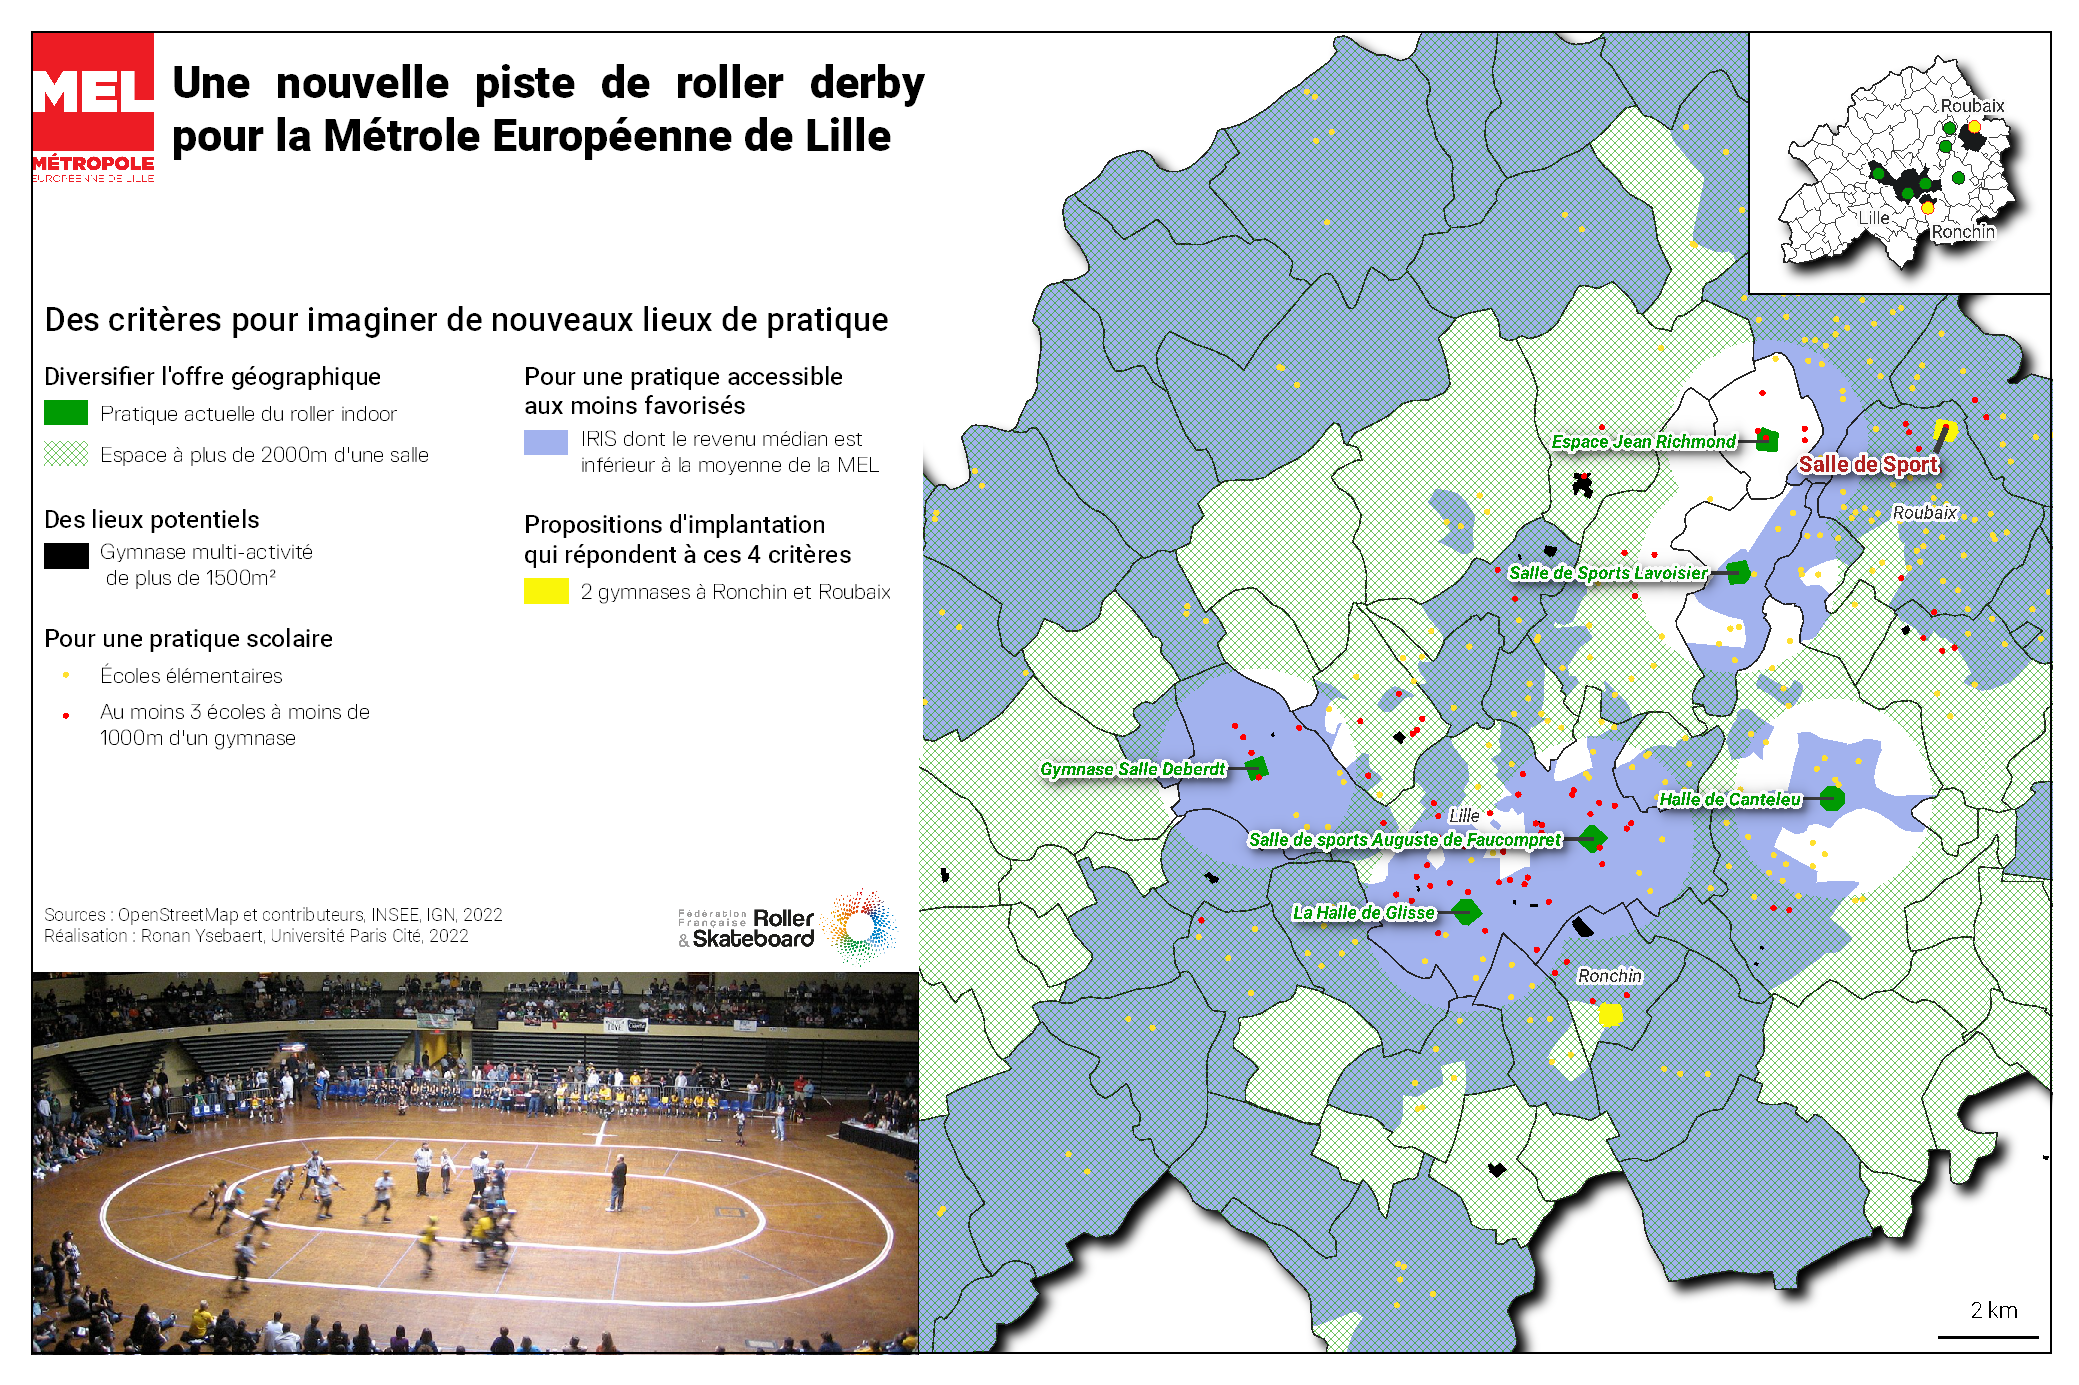 MEL
MÉTROPOLE
EUROPÉENNE DE LILLE
Une nouvelle piste de roller derby
pour la Métrole Européenne de Lille
Des critères pour imaginer de nouveaux lieux de pratique
Diversifier l'offre géographique
Pratique actuelle du roller indoor
Espace à plus de 2000m d'une salle
Des lieux potentiels
Gymnase multi-activité
de plus de 1500m²
Pour une pratique scolaire
Écoles élémentaires
Au moins 3 écoles à moins de
1000m d'un gymnase
Pour une pratique accessible
aux moins favorisés
IRIS dont le revenu médian est
inférieur à la moyenne de la MEL
Propositions d'implantation
qui répondent à ces 4 critères
2 gymnases à Ronchin et Roubaix
Sources : OpenStreetMap et contributeurs, INSEE, IGN, 2022
Réalisation : Ronan Ysebaert, Université Paris Cité, 2022
Fédération
Française
Roller
& Skateboard
Roubaix
Lille
Ronchin
Espace Jean Richmond
Salle de Sport
Roubaix
Salle de Sports Lavoisier
Gymnase Salle Deberdt
Halle de Canteleu
Lille
Salle de sports Auguste de Faucompret
La Halle de Glisse
Ronchin
2 km